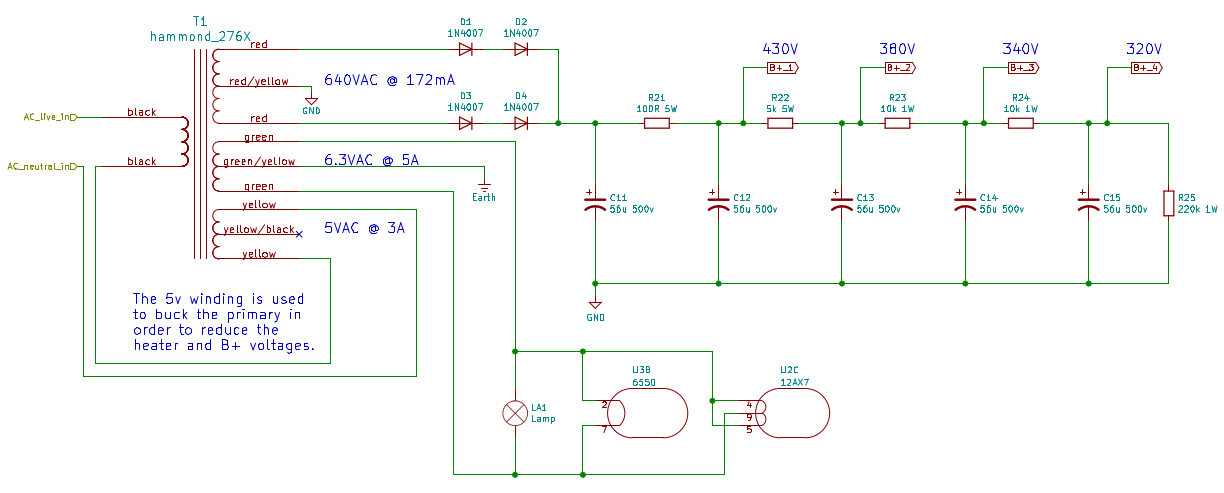 T1
hammond_276X
AC_live_in
AC_neutral_in
black
black
red
red/yellow
red
green
green/yellow
green
yellow
yellow/black
yellow
640VAC @ 172mA
GND
6.3VAC @ 5A
Earth
5VAC @ 3A
The 5v winding is used
to buck the primary in
order to reduce the
heater and B+ voltages.
D1
1N4007
D2
1N4007
D3
1N4007
D4
1N4007
430V
B+_1
380V
B+_2
340V
B+_3
320V
B+_4
R21
100R 5W
R22
5k 5W
R23
10k 1W
R24
10k 1W
+
C11
56u 500v
+
C12
56u 500v
+
C13
56u 500v
+
C14
56u 500v
+
C15
56u 500v
R25
220k 1W
GND
LA1
Lamp
U3B
6550
2
7
U2C
12AX7
4
9
5